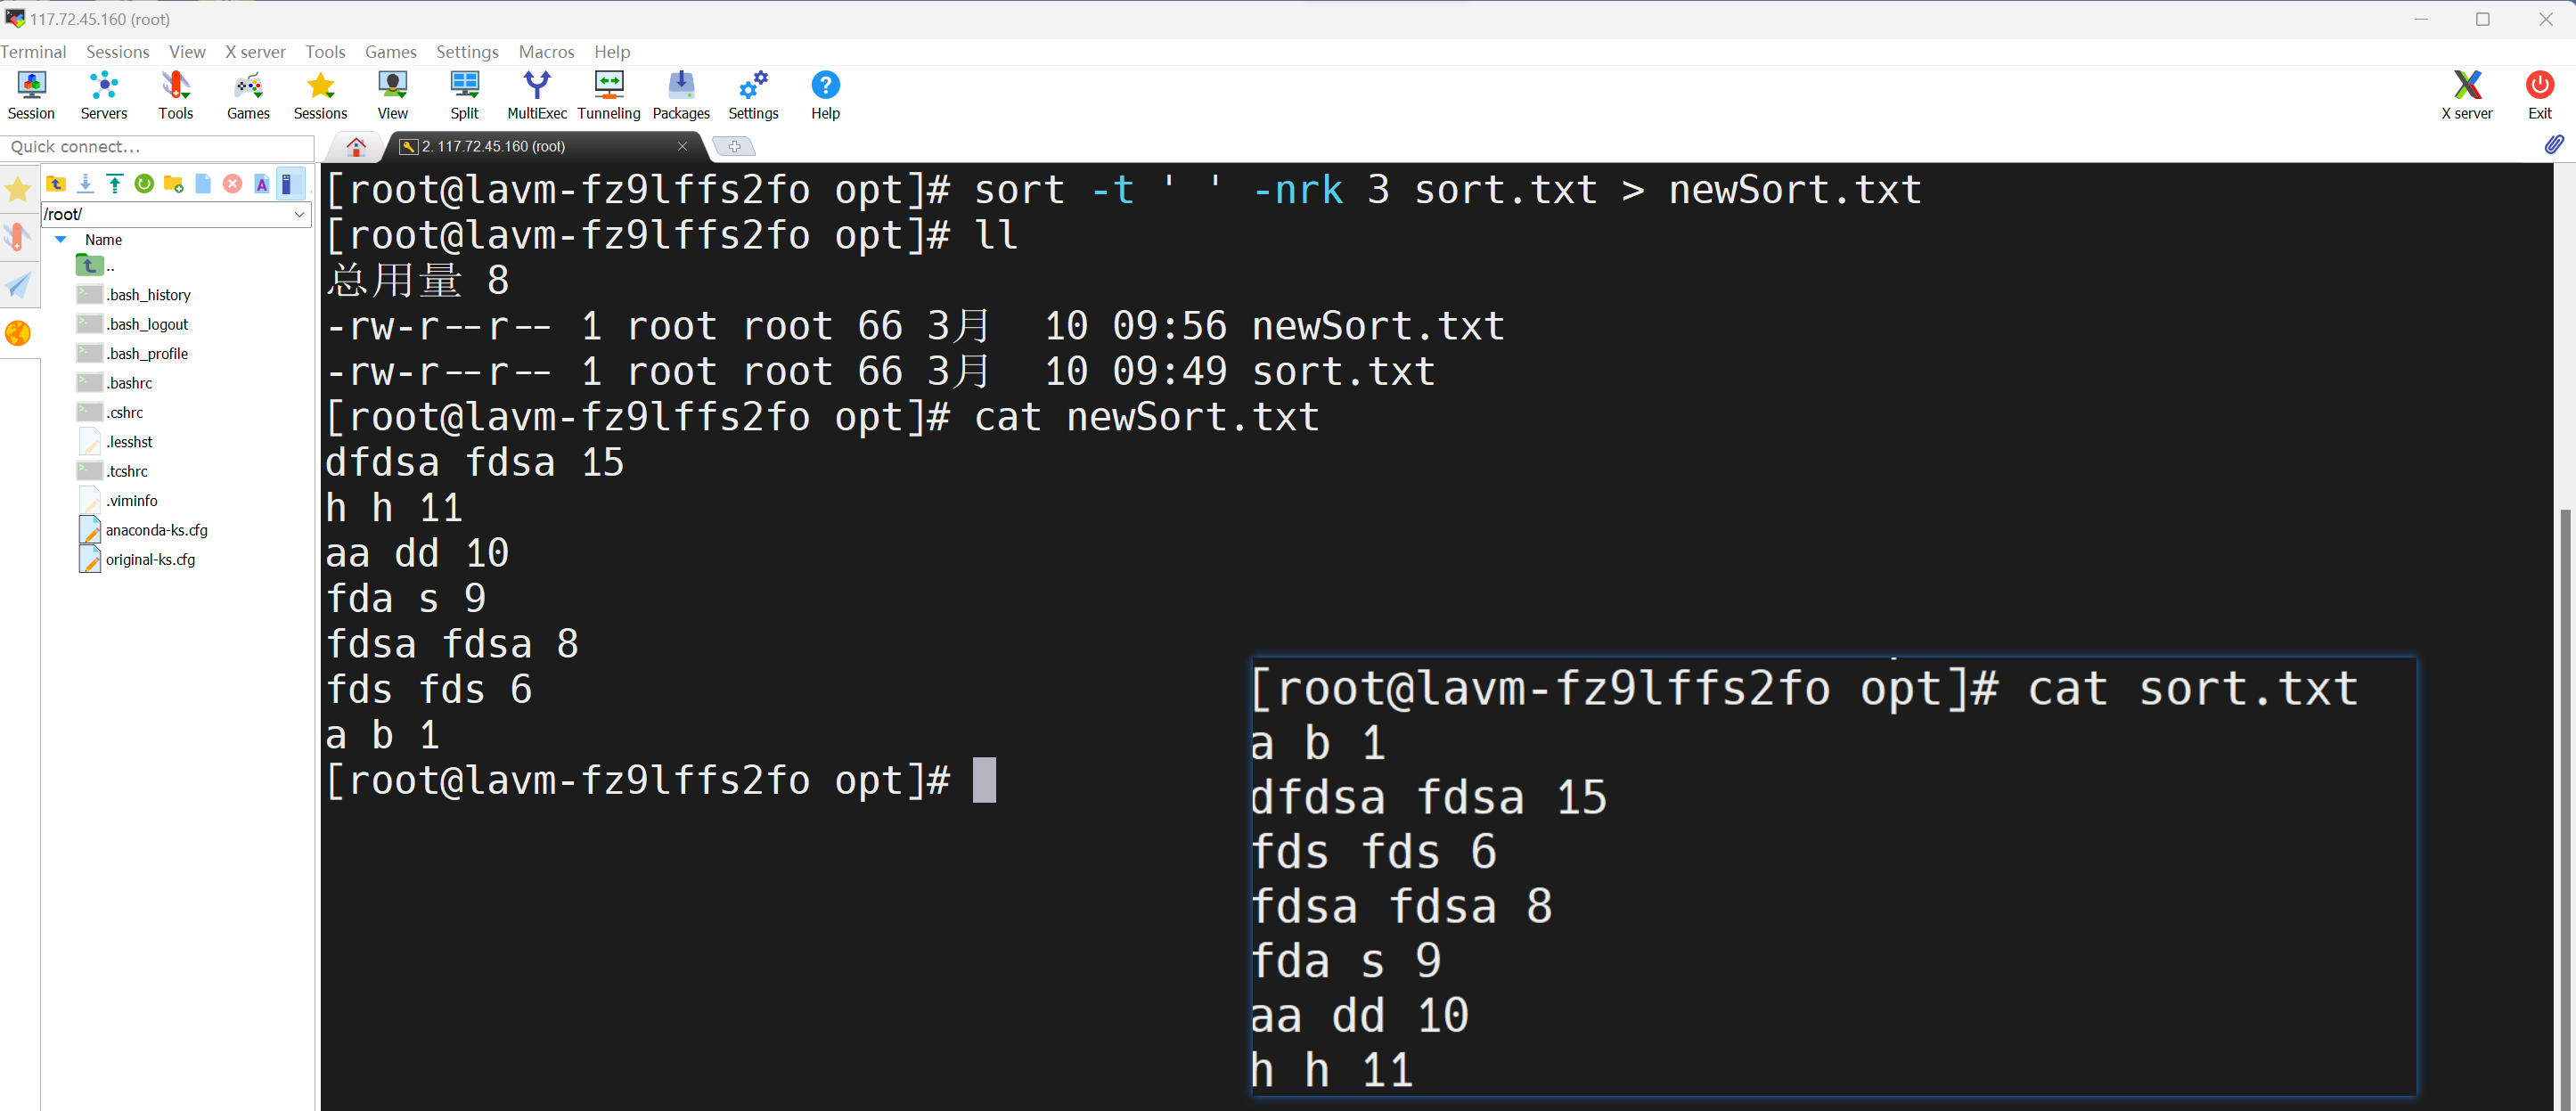 117.72.45.160 (root)
Terminal Sessions View X server Tools Games Settings Macros Help
Session Servers Tools Games Sessions View Split MultiExec Tunneling Packages Settings Help X server Exit
Quick connect...
2. 117.72.45.160 (root)
/root/
Name
..
.bash_history
.bash_logout
.bash_profile
.bashrc
.cshrc
.lesshst
.tcshrc
.viminfo
anaconda-ks.cfg
original-ks.cfg
[root@lavm-fz9lffs2fo opt]# sort -t ' ' -nrk 3 sort.txt > newSort.txt
[root@lavm-fz9lffs2fo opt]# ll
总用量 8
-rw-r--r-- 1 root root 66 3月  10 09:56 newSort.txt
-rw-r--r-- 1 root root 66 3月  10 09:49 sort.txt
[root@lavm-fz9lffs2fo opt]# cat newSort.txt
dfdsa fdsa 15
h h 11
aa dd 10
fda s 9
fdsa fdsa 8
fds fds 6
a b 1
[root@lavm-fz9lffs2fo opt]#
[root@lavm-fz9lffs2fo opt]# cat sort.txt
a b 1
dfdsa fdsa 15
fds fds 6
fdsa fdsa 8
fda s 9
aa dd 10
h h 11